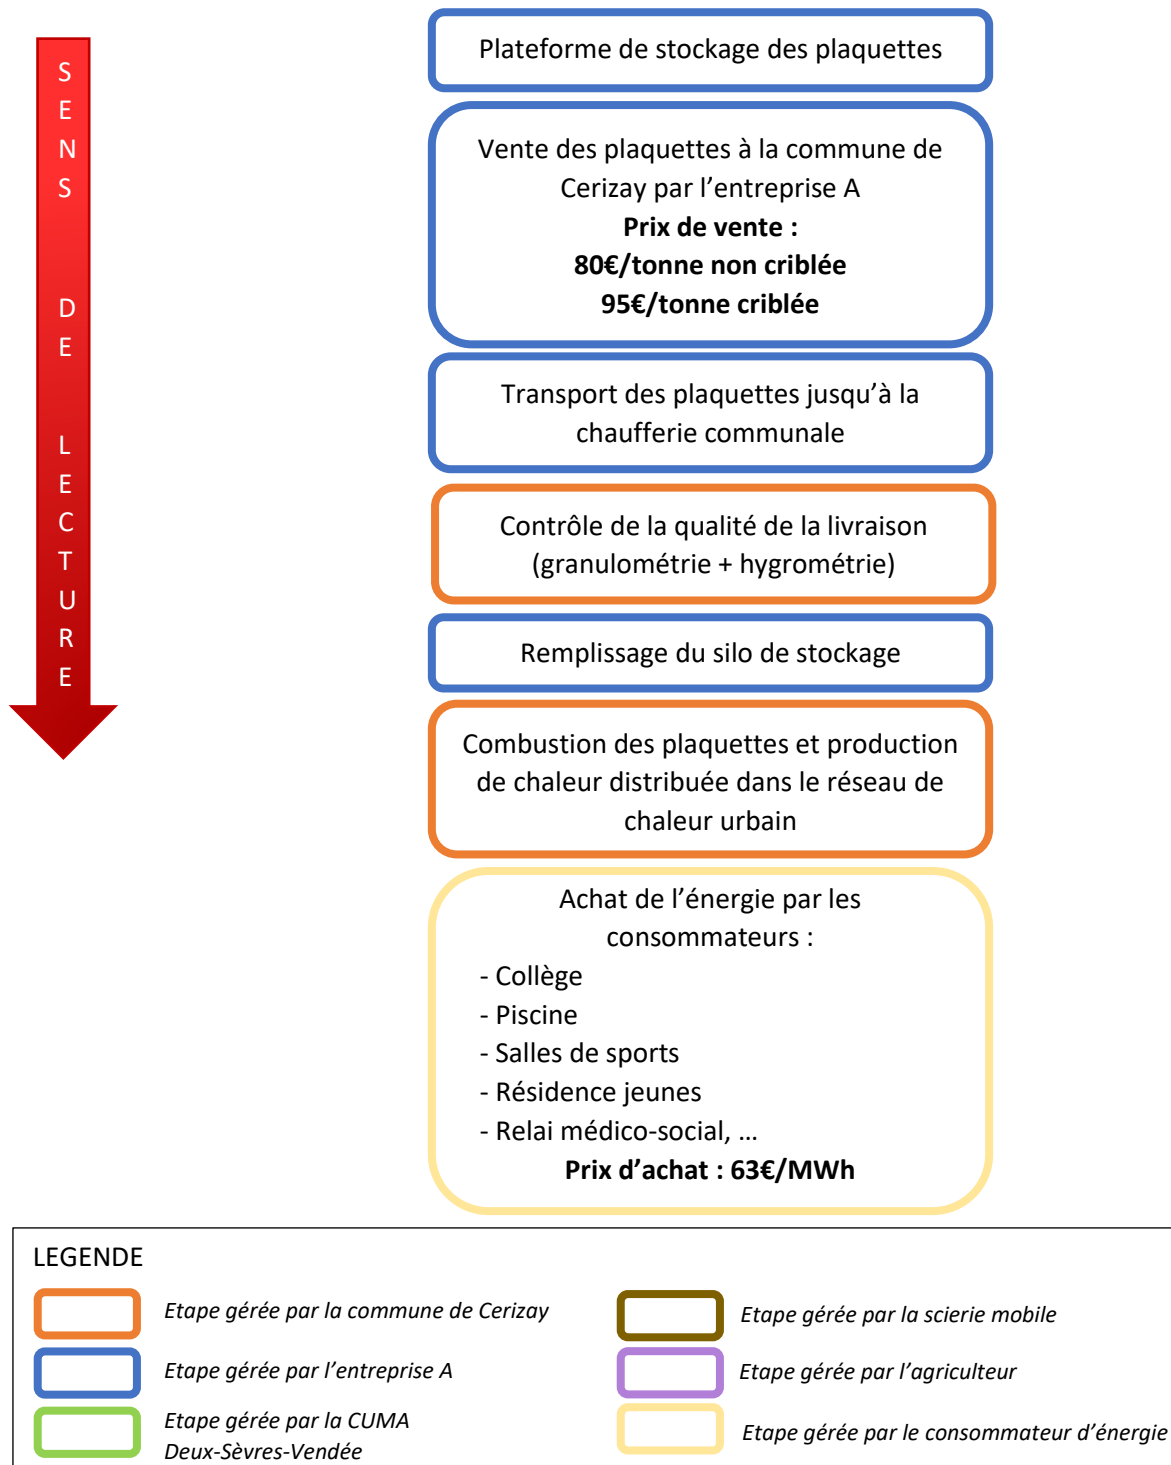 SENS DE LECTURE
Plateforme de stockage des plaquettes
Vente des plaquettes à la commune de
Cerizay par l'entreprise A
Prix de vente :
80€/tonne non criblée
95€/tonne criblée
Transport des plaquettes jusqu'à la
chaufferie communale
Contrôle de la qualité de la livraison
(granulométrie + hygrométrie)
Remplissage du silo de stockage
Combustion des plaquettes et production
de chaleur distribuée dans le réseau de
chaleur urbain
Achat de l'énergie par les
consommateurs :
- Collège
- Piscine
- Salles de sports
- Résidence jeunes
- Relai médico-social, …
Prix d'achat : 63€/MWh
LEGENDE
Etape gérée par la commune de Cerizay
Etape gérée par l'entreprise A
Etape gérée par la CUMA
Deux-Sèvres-Vendée
Etape gérée par la scierie mobile
Etape gérée par l'agriculteur
Etape gérée par le consommateur d'énergie